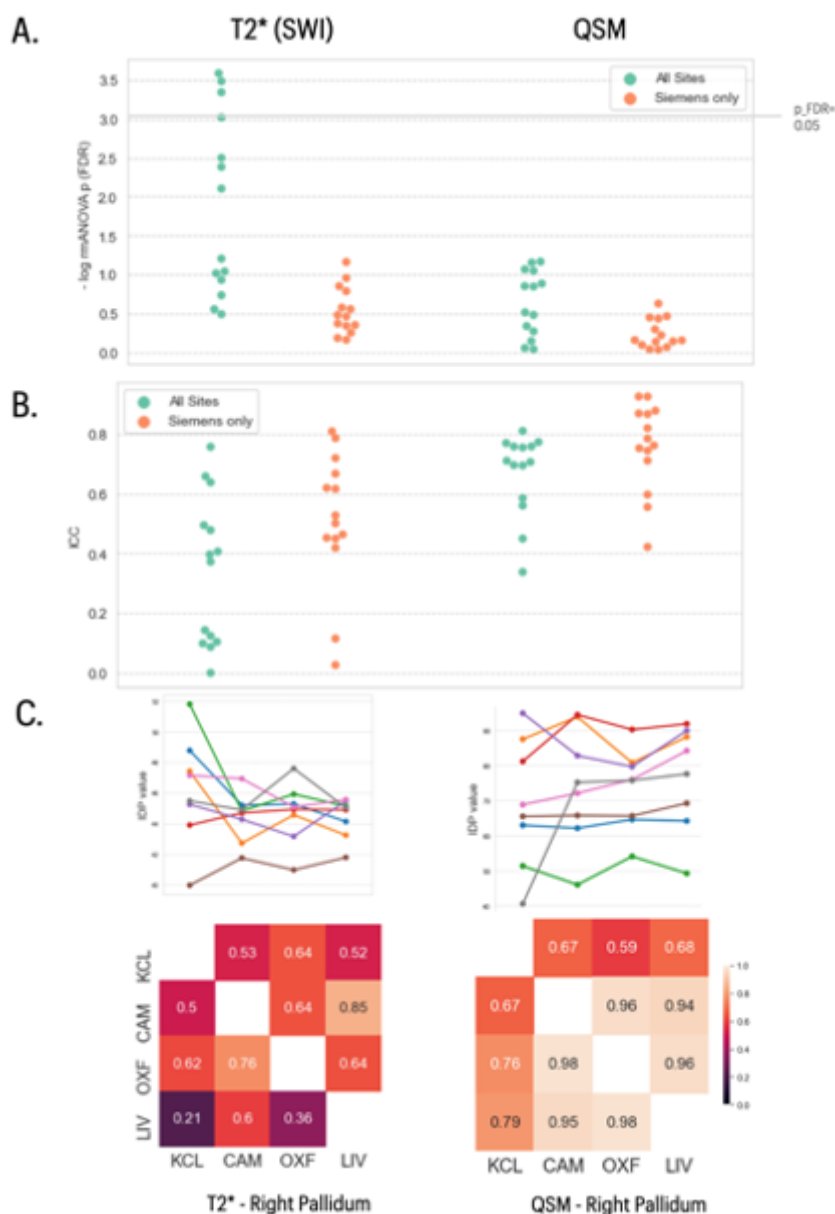 A.
T2* (SWI) QSM
All Sites
Siemens only
p_FDR=
0.05
- log rmANOVA p (FDR)
3.5
3.0
2.5
2.0
1.5
1.0
0.5
0.0
B.
All Sites
Siemens only
ICC
0.8
0.6
0.4
0.2
0.0
C.
IDP value
IDP value
KCL 0.53 0.64 0.52
CAM 0.5 0.64 0.85
OXF 0.62 0.76 0.64
LIV 0.21 0.6 0.36
KCL CAM OXF LIV
T2* - Right Pallidum
0.67 0.59 0.68
0.67 0.96 0.94
0.76 0.98 0.96
0.79 0.95 0.98
KCL CAM OXF LIV
1.0
0.8
0.6
0.4
0.2
0.0
QSM - Right Pallidum